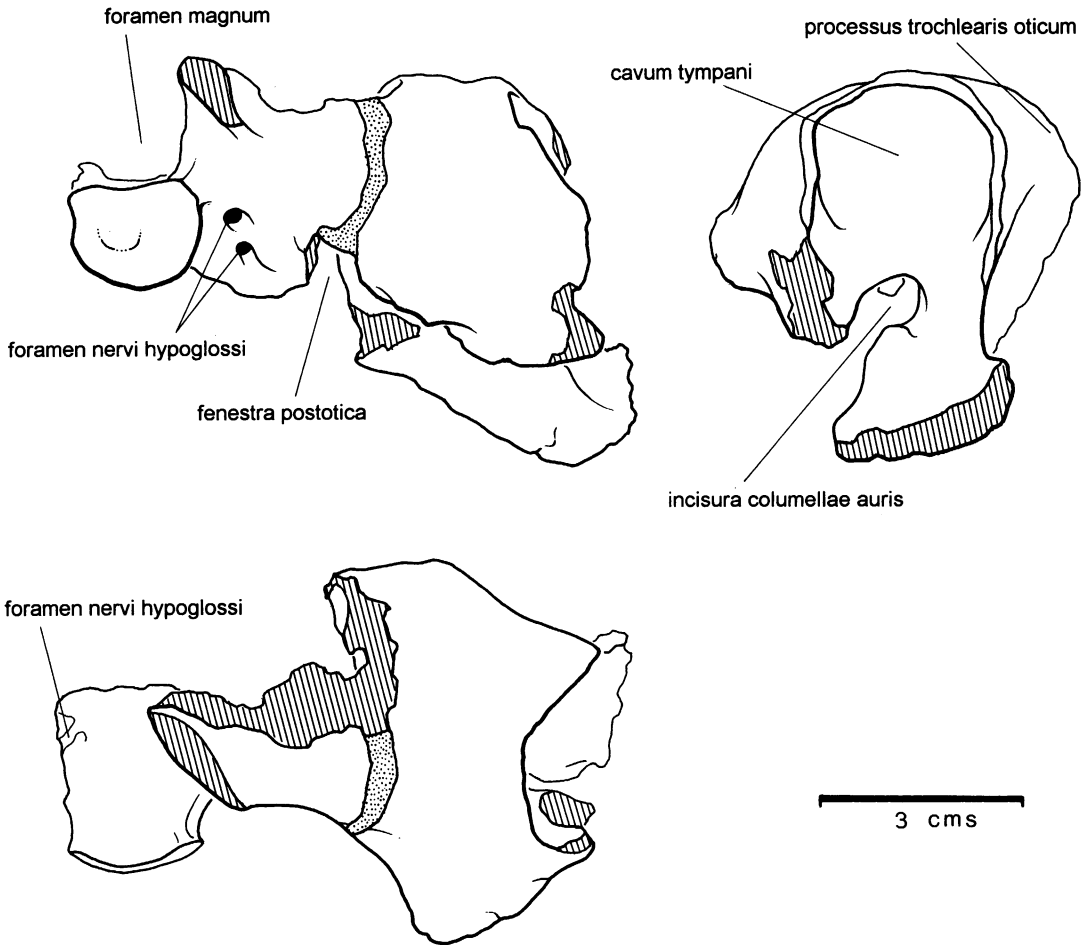 foramen magnum
processus trochlearis oticum
cavum tympani
foramen nervi hypoglossi
fenestra postotica
incisura columellae auris
foramen nervi hypoglossi
3 cms